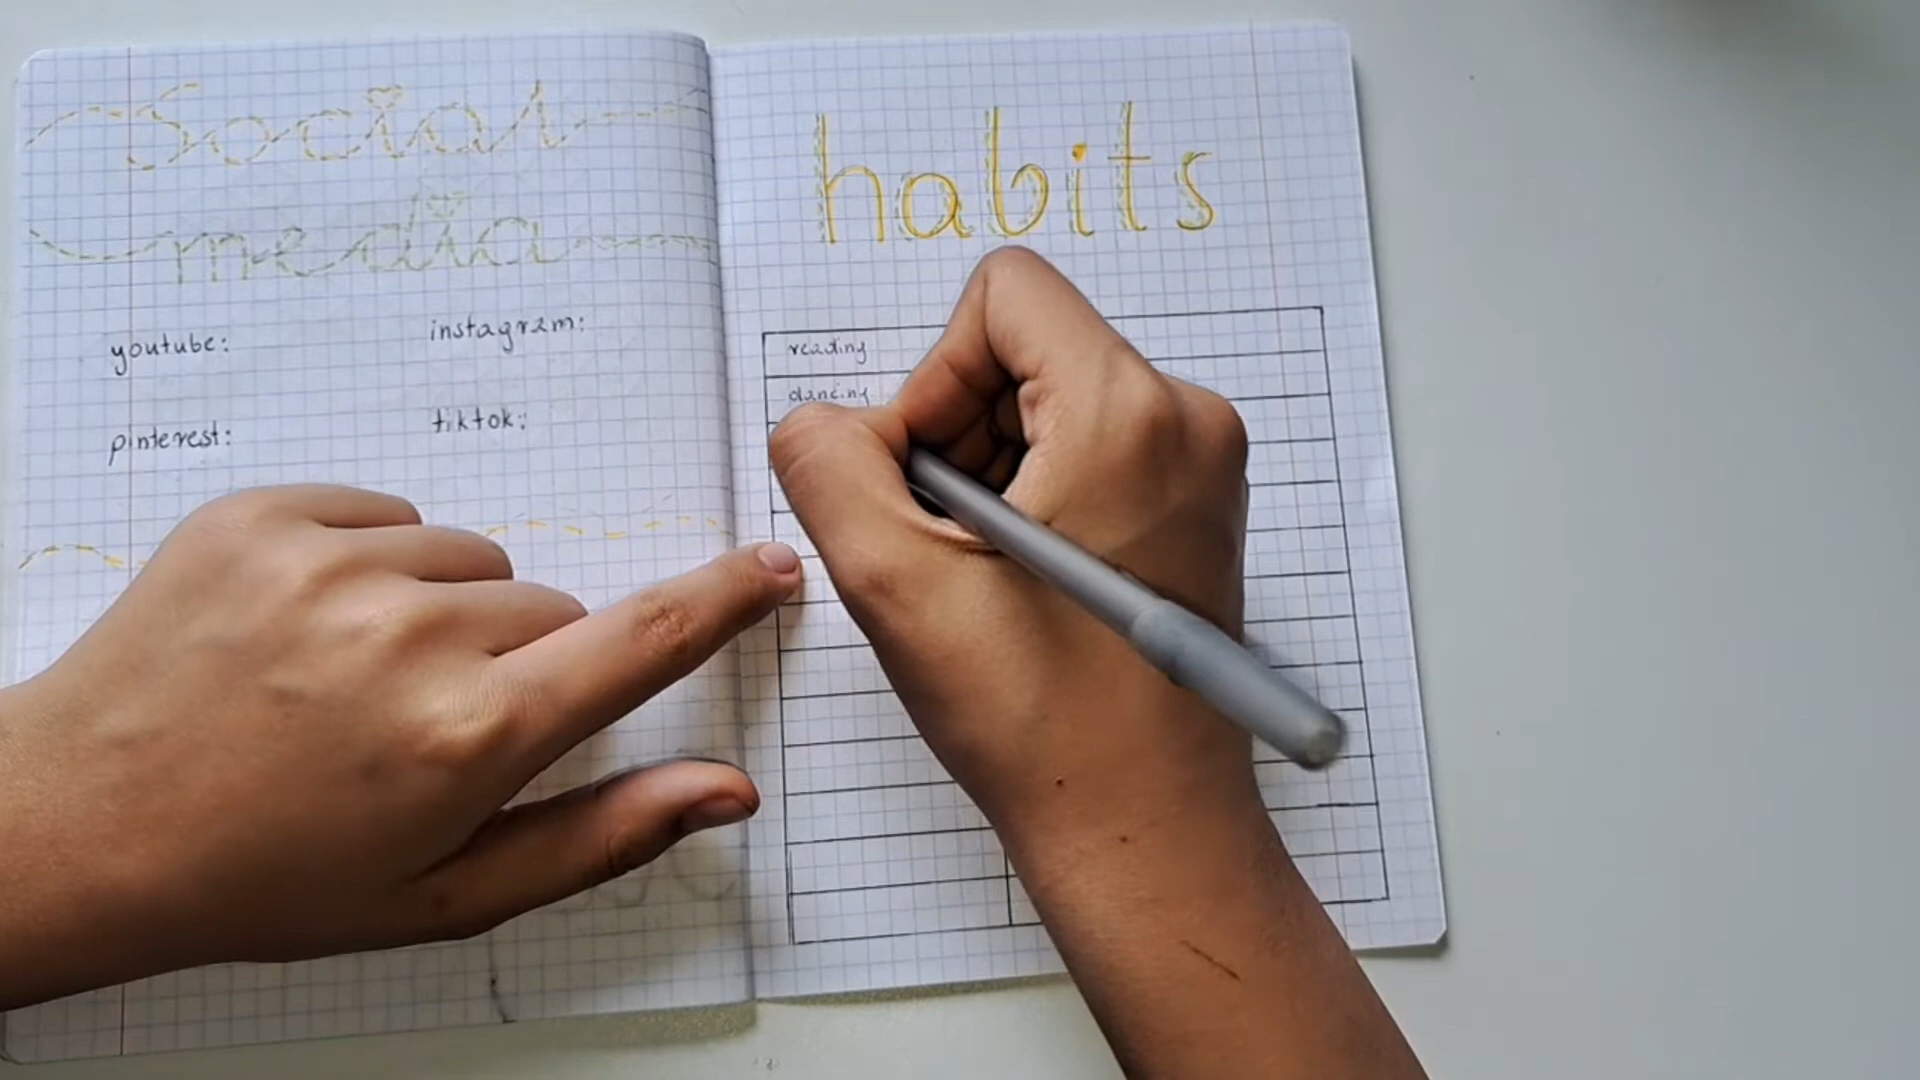 Social
media
youtube: instagram:
pinterest: tiktok:
habits
reading
dancing